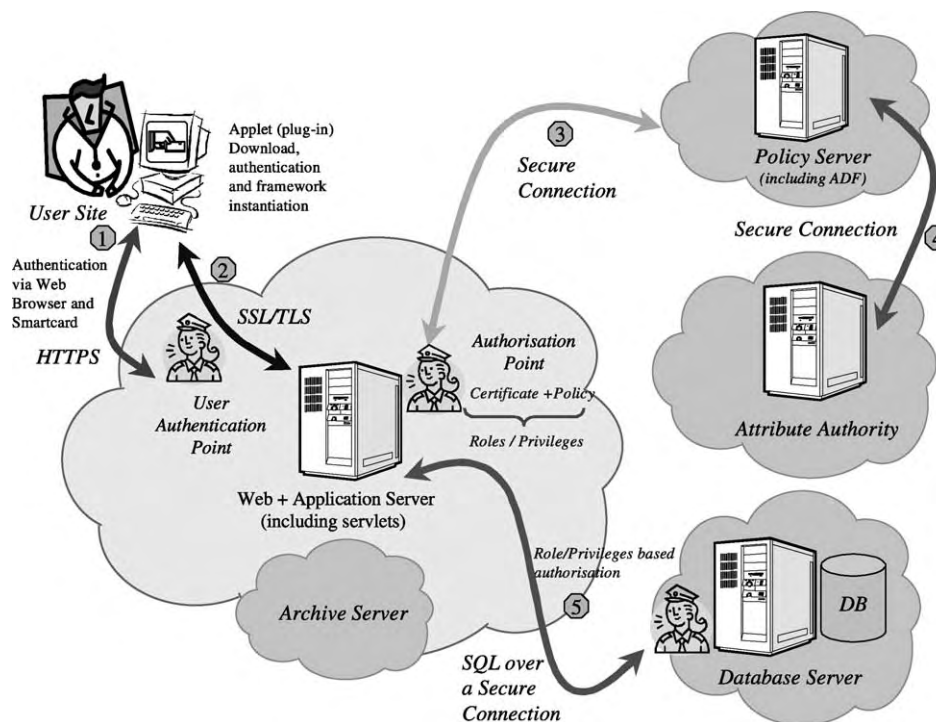 Applet (plug-in)
Download,
authentication
and framework
instantiation
User Site
1
Authentication
via Web
Browser and
Smartcard
HTTPS
2
SSL/TLS
User
Authentication
Point
3
Secure
Connection
Policy Server
(including ADF)
Secure Connection
4
Attribute Authority
Authorisation
Point
Certificate +Policy
Roles / Privileges
Web + Application Server
(including servlets)
Archive Server
Role/Privileges based
authorisation
5
SQL over
a Secure
Connection
DB
Database Server